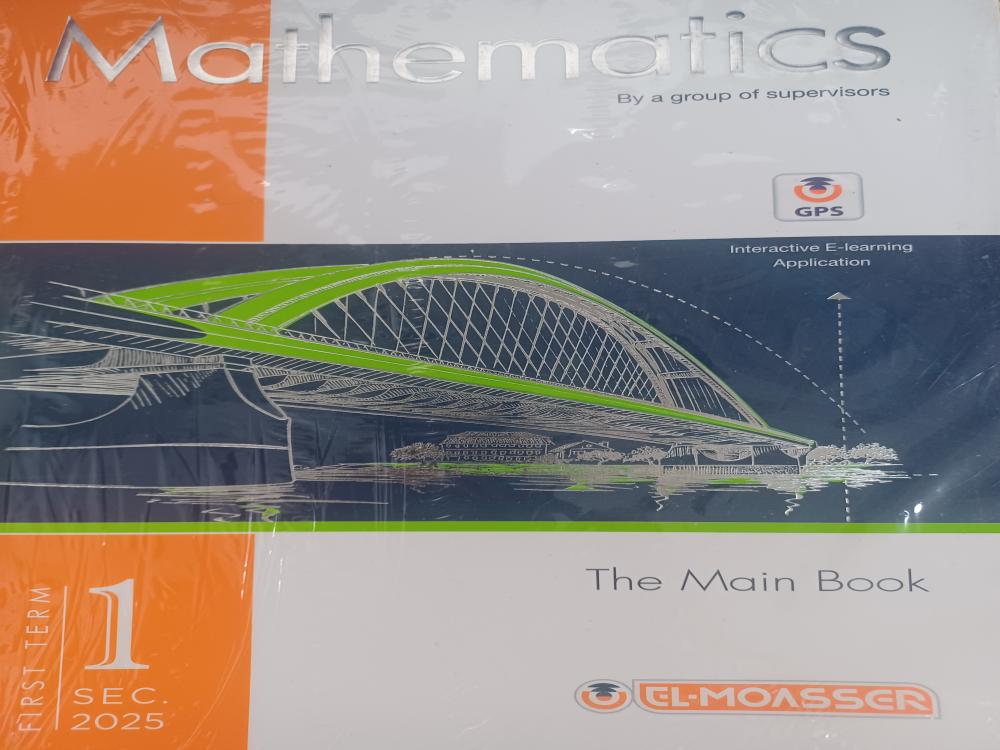 Mathematics
By a group of supervisors
GPS
Interactive E-learning
Application
The Main Book
FIRST TERM
1
SEC.
2025
EL-MOASSER